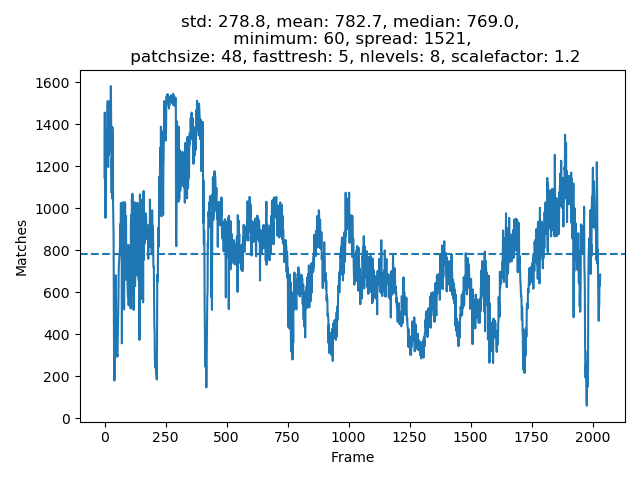 std: 278.8, mean: 782.7, median: 769.0,
minimum: 60, spread: 1521,
patchsize: 48, fasttresh: 5, nlevels: 8, scalefactor: 1.2
1600
1400
1200
1000
800
600
400
200
0
Matches
0 250 500 750 1000 1250 1500 1750 2000
Frame